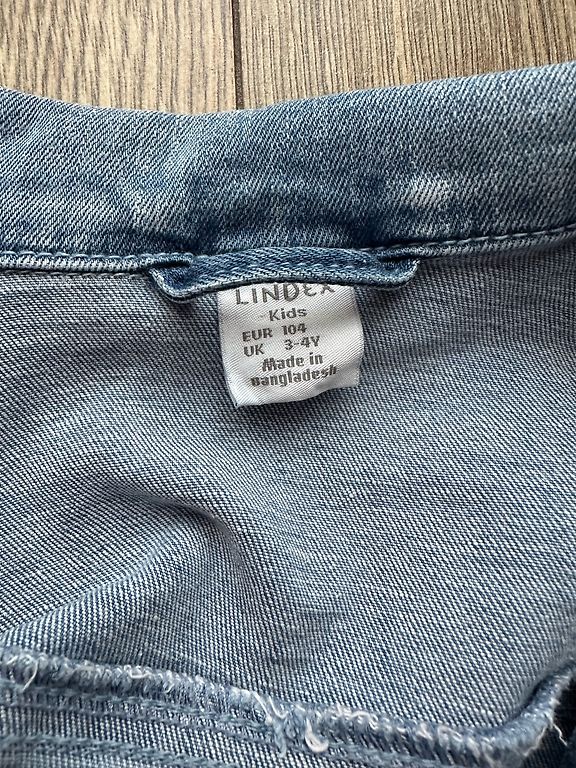 LINDEX
Kids
EUR 104
UK 3-4Y
Made in
Bangladesh